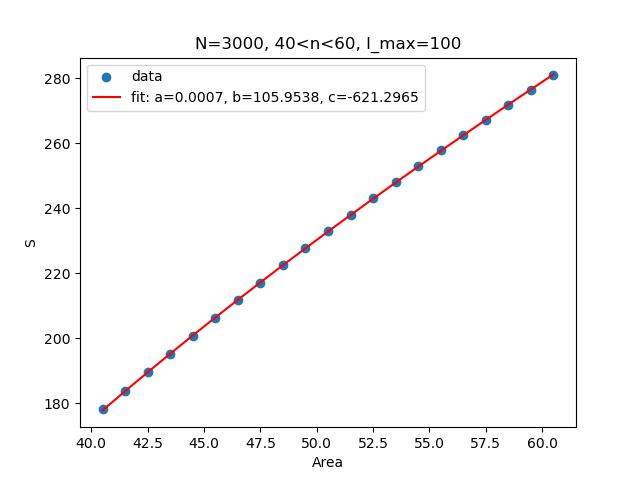 N=3000, 40<n<60, l_max=100
data
fit: a=0.0007, b=105.9538, c=-621.2965
280
260
240
220
200
180
S
40.0 42.5 45.0 47.5 50.0 52.5 55.0 57.5 60.0
Area